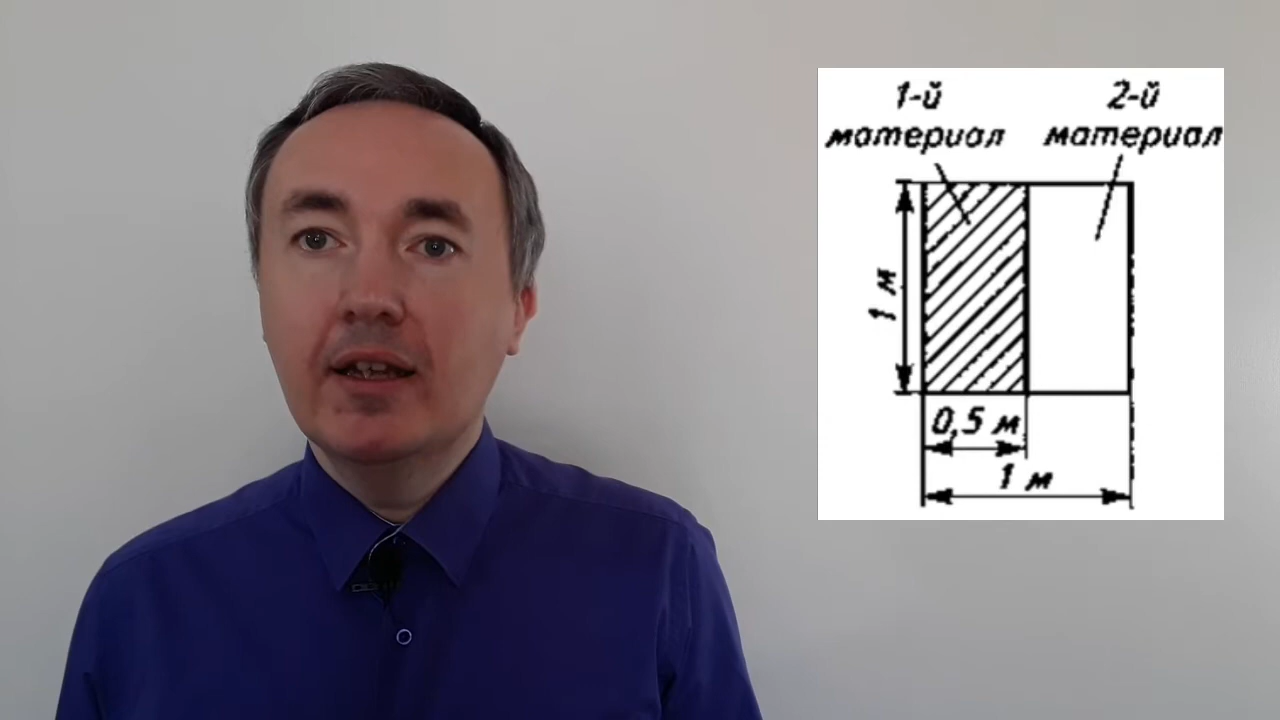 1-й
материал
2-й
материал
1 м
0,5 м
1 м